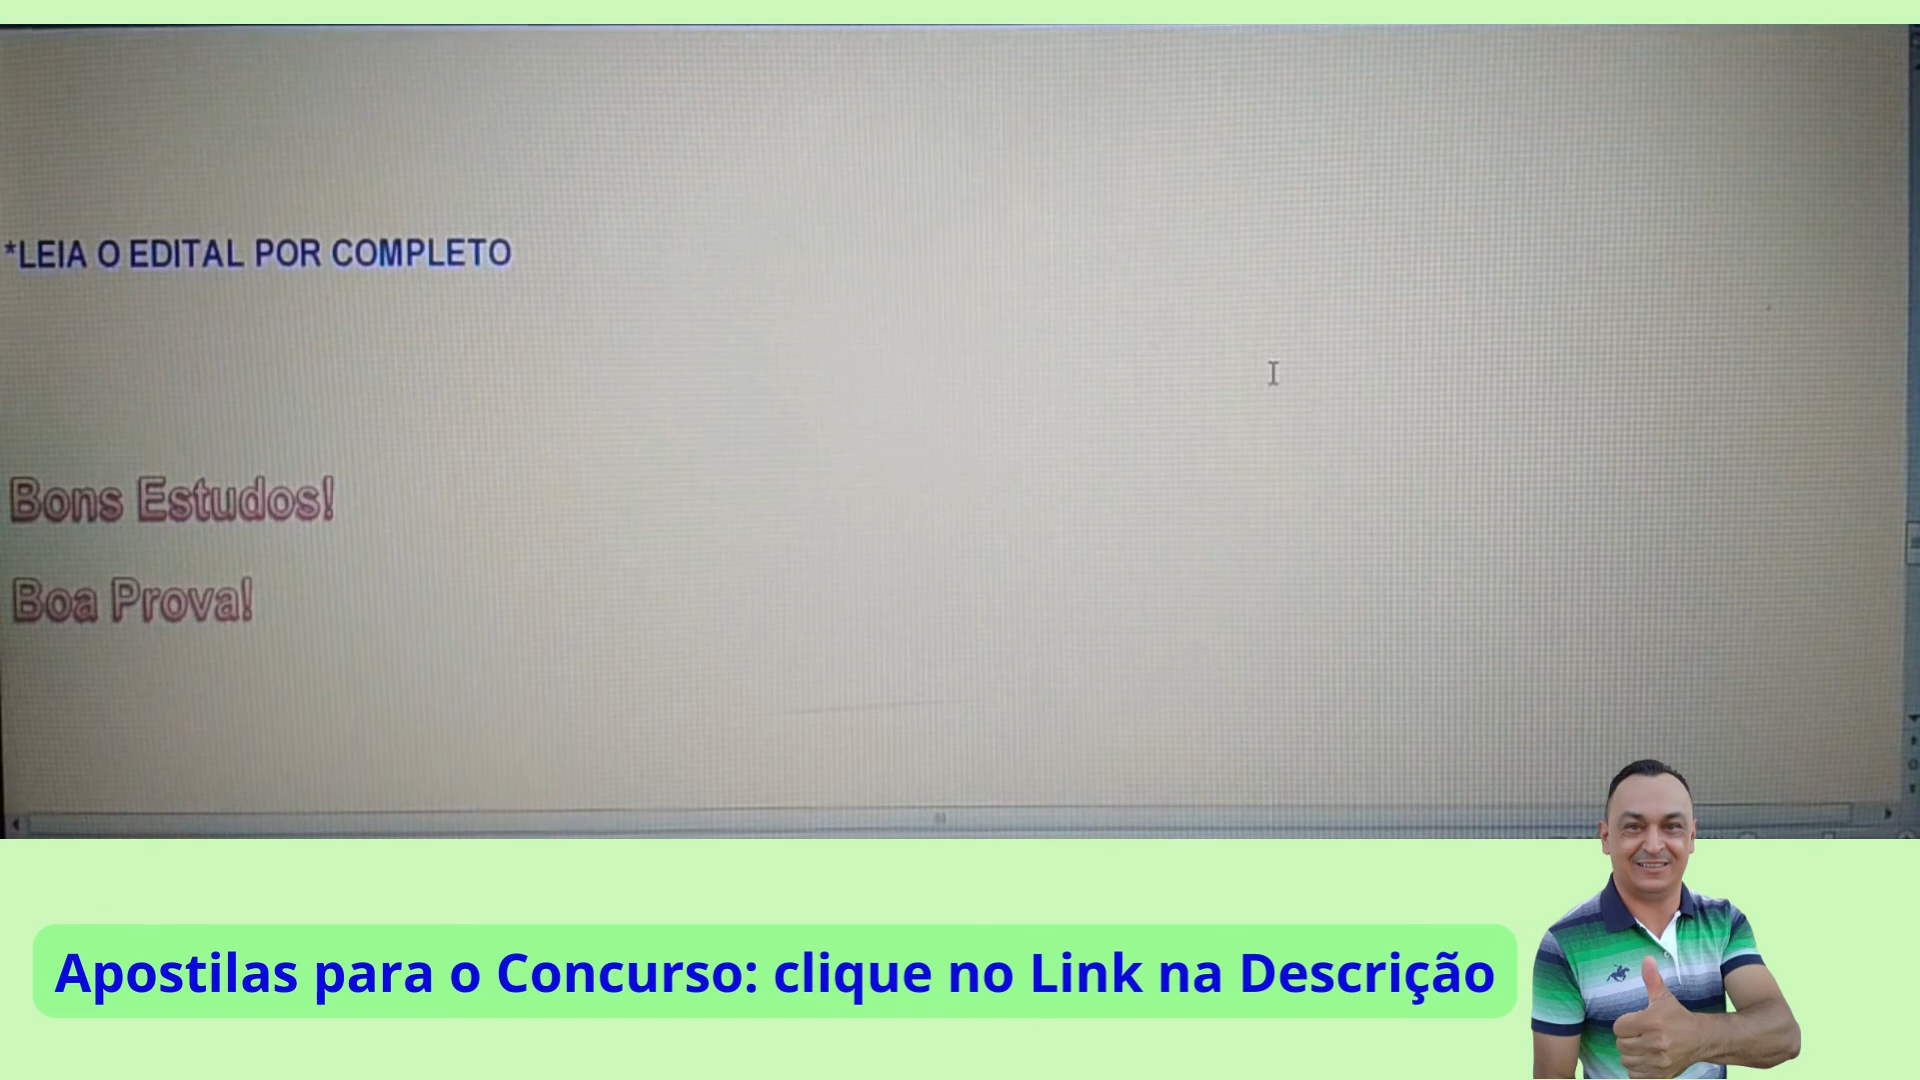 *LEIA O EDITAL POR COMPLETO
Bons Estudos!
Boa Prova!
Apostilas para o Concurso: clique no Link na Descrição